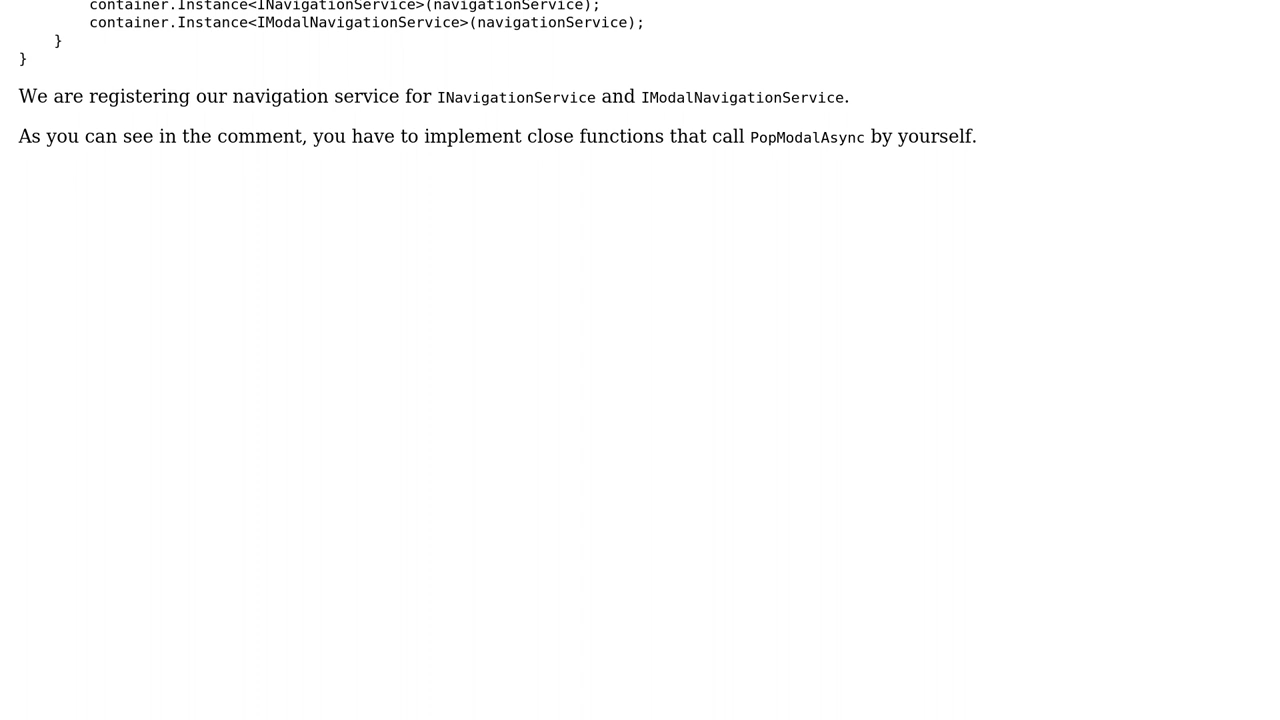 container.Instance<INavigationService>(navigationService);
container.Instance<IModalNavigationService>(navigationService);
}
}
We are registering our navigation service for INavigationService and IModalNavigationService.
As you can see in the comment, you have to implement close functions that call PopModalAsync by yourself.